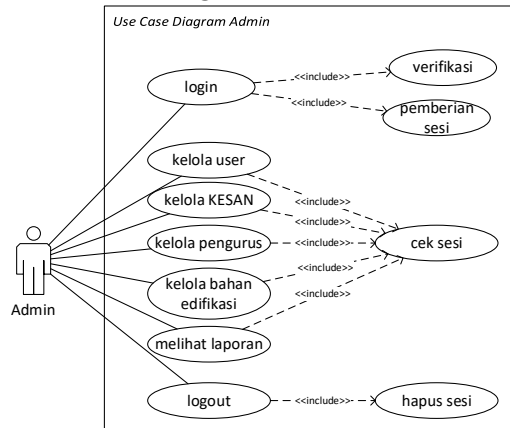 Use Case Diagram Admin
verifikasi
<<include>>
login
<<include>>
pemberian
sesi
kelola user
<<include>>
kelola KESAN
<<include>>
kelola pengurus
<<include>>
cek sesi
kelola bahan
edifikasi
<<include>>
Admin
melihat laporan
<<include>>
logout
<<include>>
hapus sesi